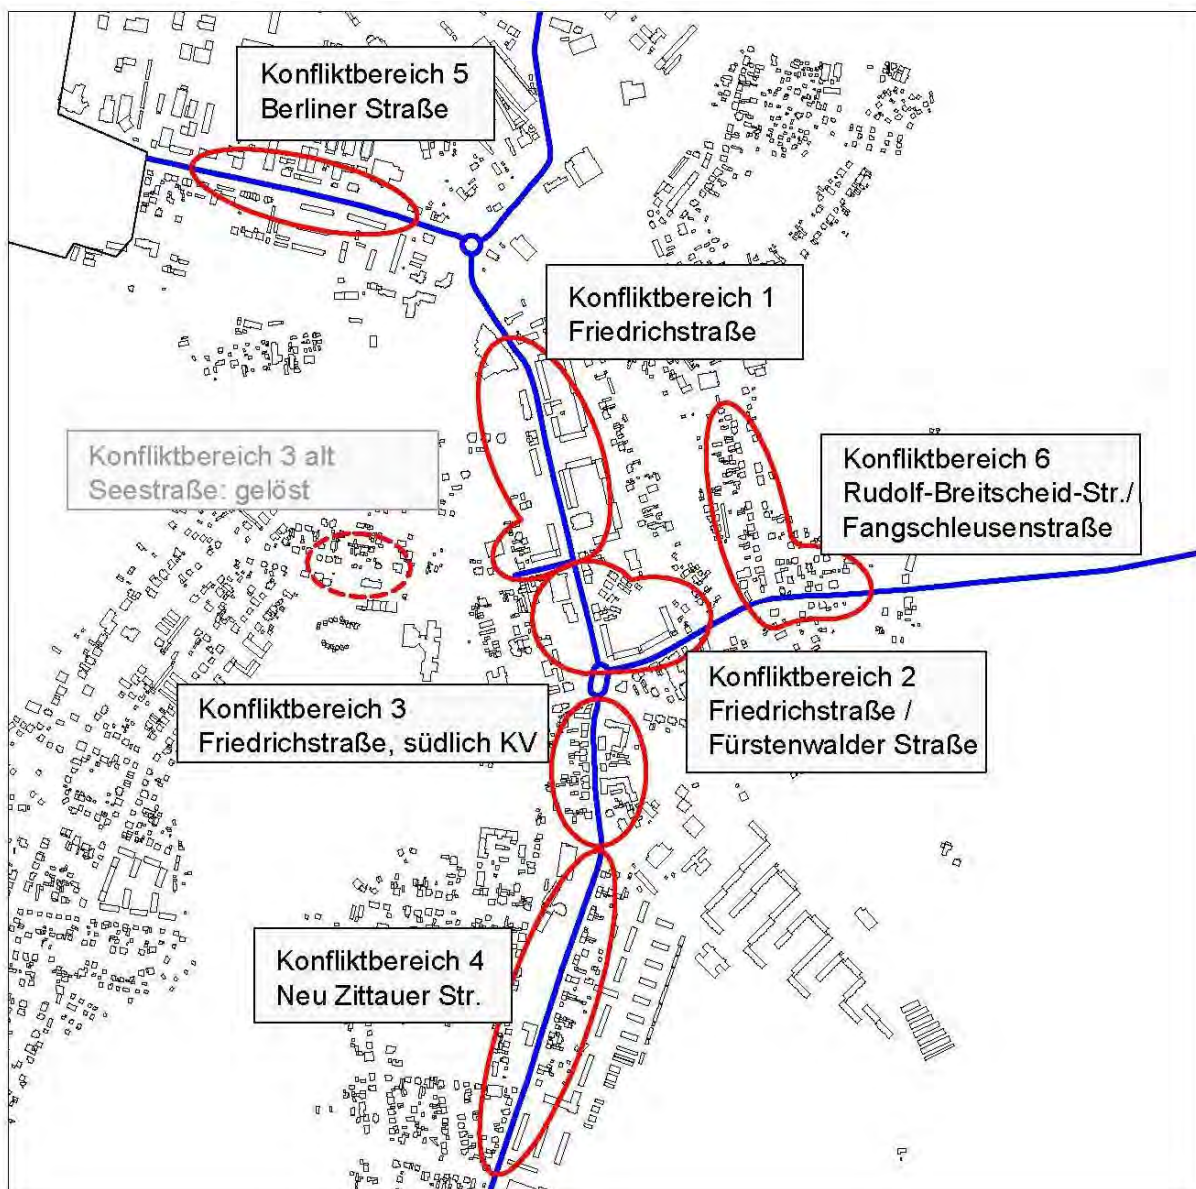 Konfliktbereich 5
Berliner Straße
Konfliktbereich 1
Friedrichstraße
Konfliktbereich 3 alt
Seestraße: gelöst
Konfliktbereich 6
Rudolf-Breitscheid-Str./
Fangschleusenstraße
Konfliktbereich 3
Friedrichstraße, südlich KV
Konfliktbereich 2
Friedrichstraße /
Fürstenwalder Straße
Konfliktbereich 4
Neu Zittauer Str.